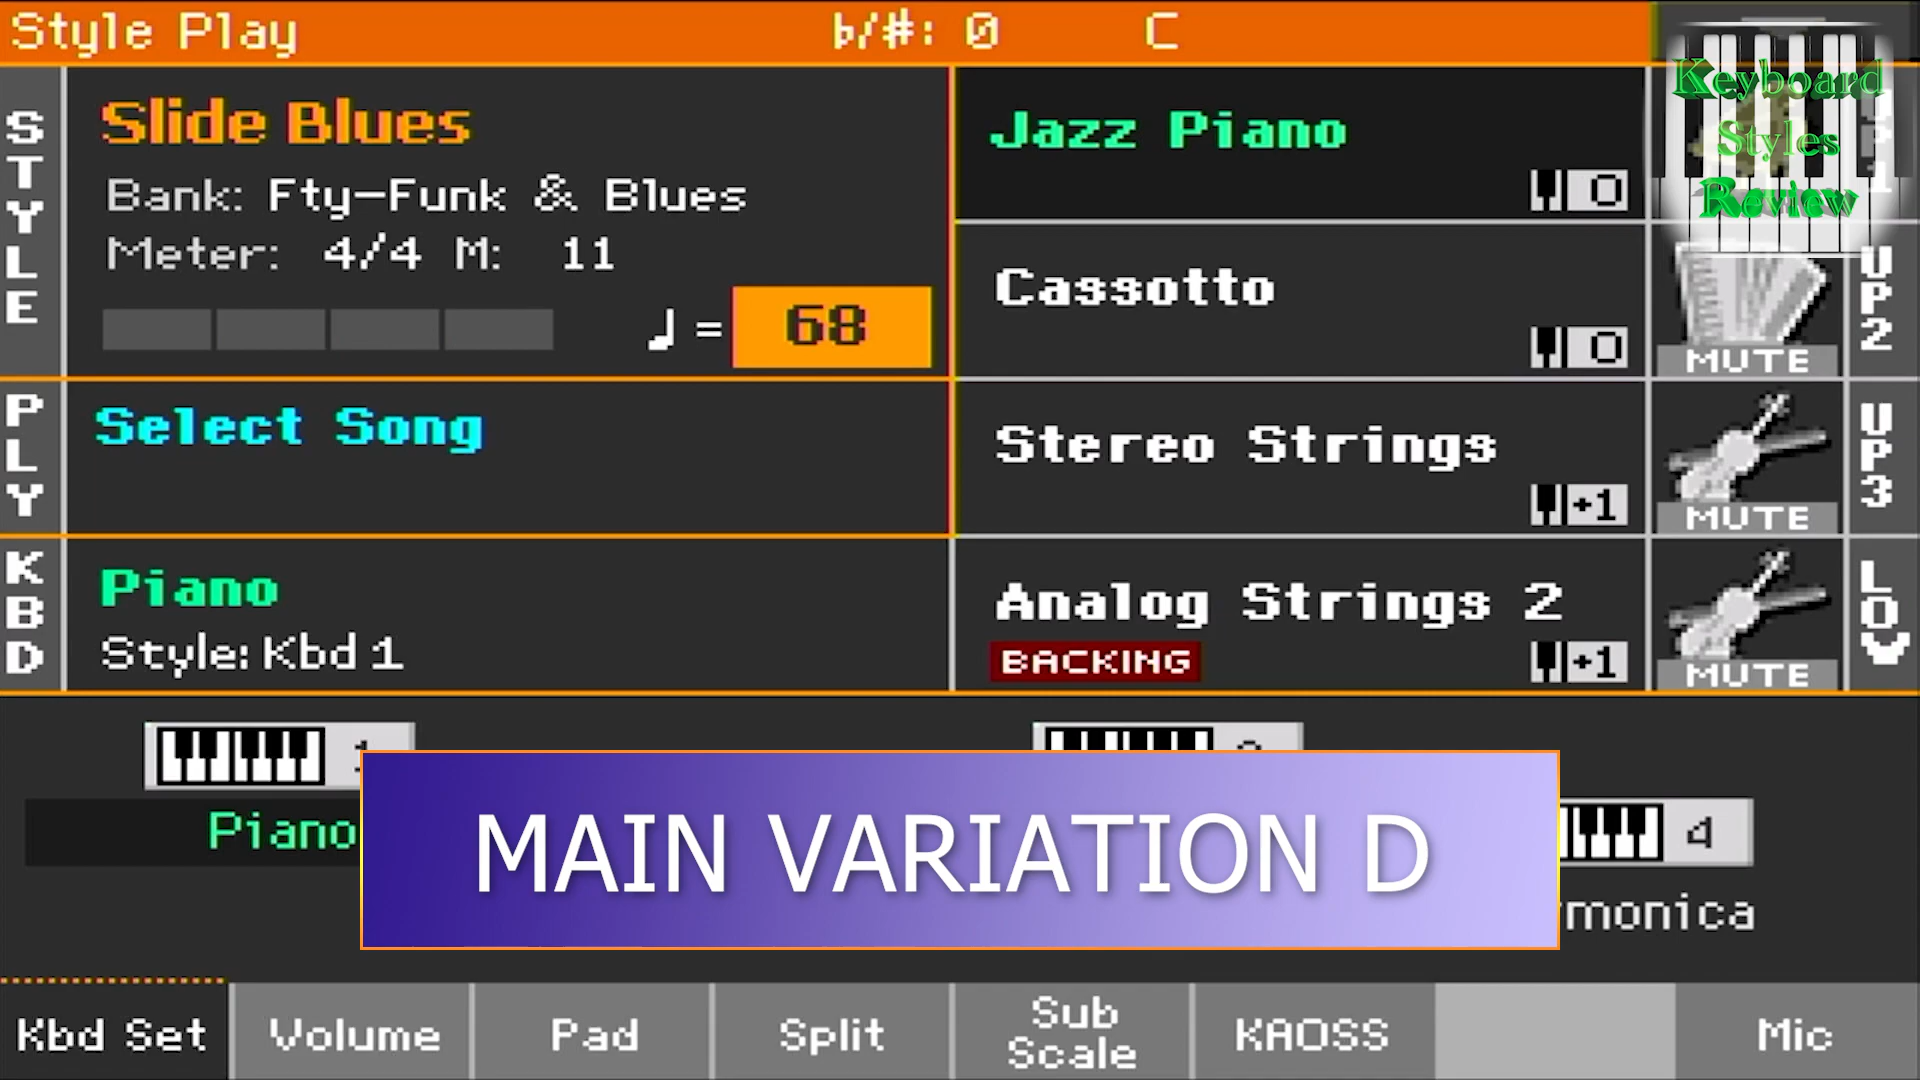 Style Play ♭/#: 0 C
Keyboard
Styles
Review
STYLE
Slide Blues
Bank: Fty-Funk & Blues
Meter: 4/4 M: 11
♩ = 68
Jazz Piano
0
Cassotto
0
MUTE
UP2
PLY
Select Song
Stereo Strings
+1
MUTE
UP3
KBD
Piano
Style: Kbd 1
Analog Strings 2
BACKING
+1
MUTE
LOW
1
Piano
4
MAIN VARIATION D
Kbd Set
Volume
Pad
Split
Sub
Scale
KAOSS
Mic